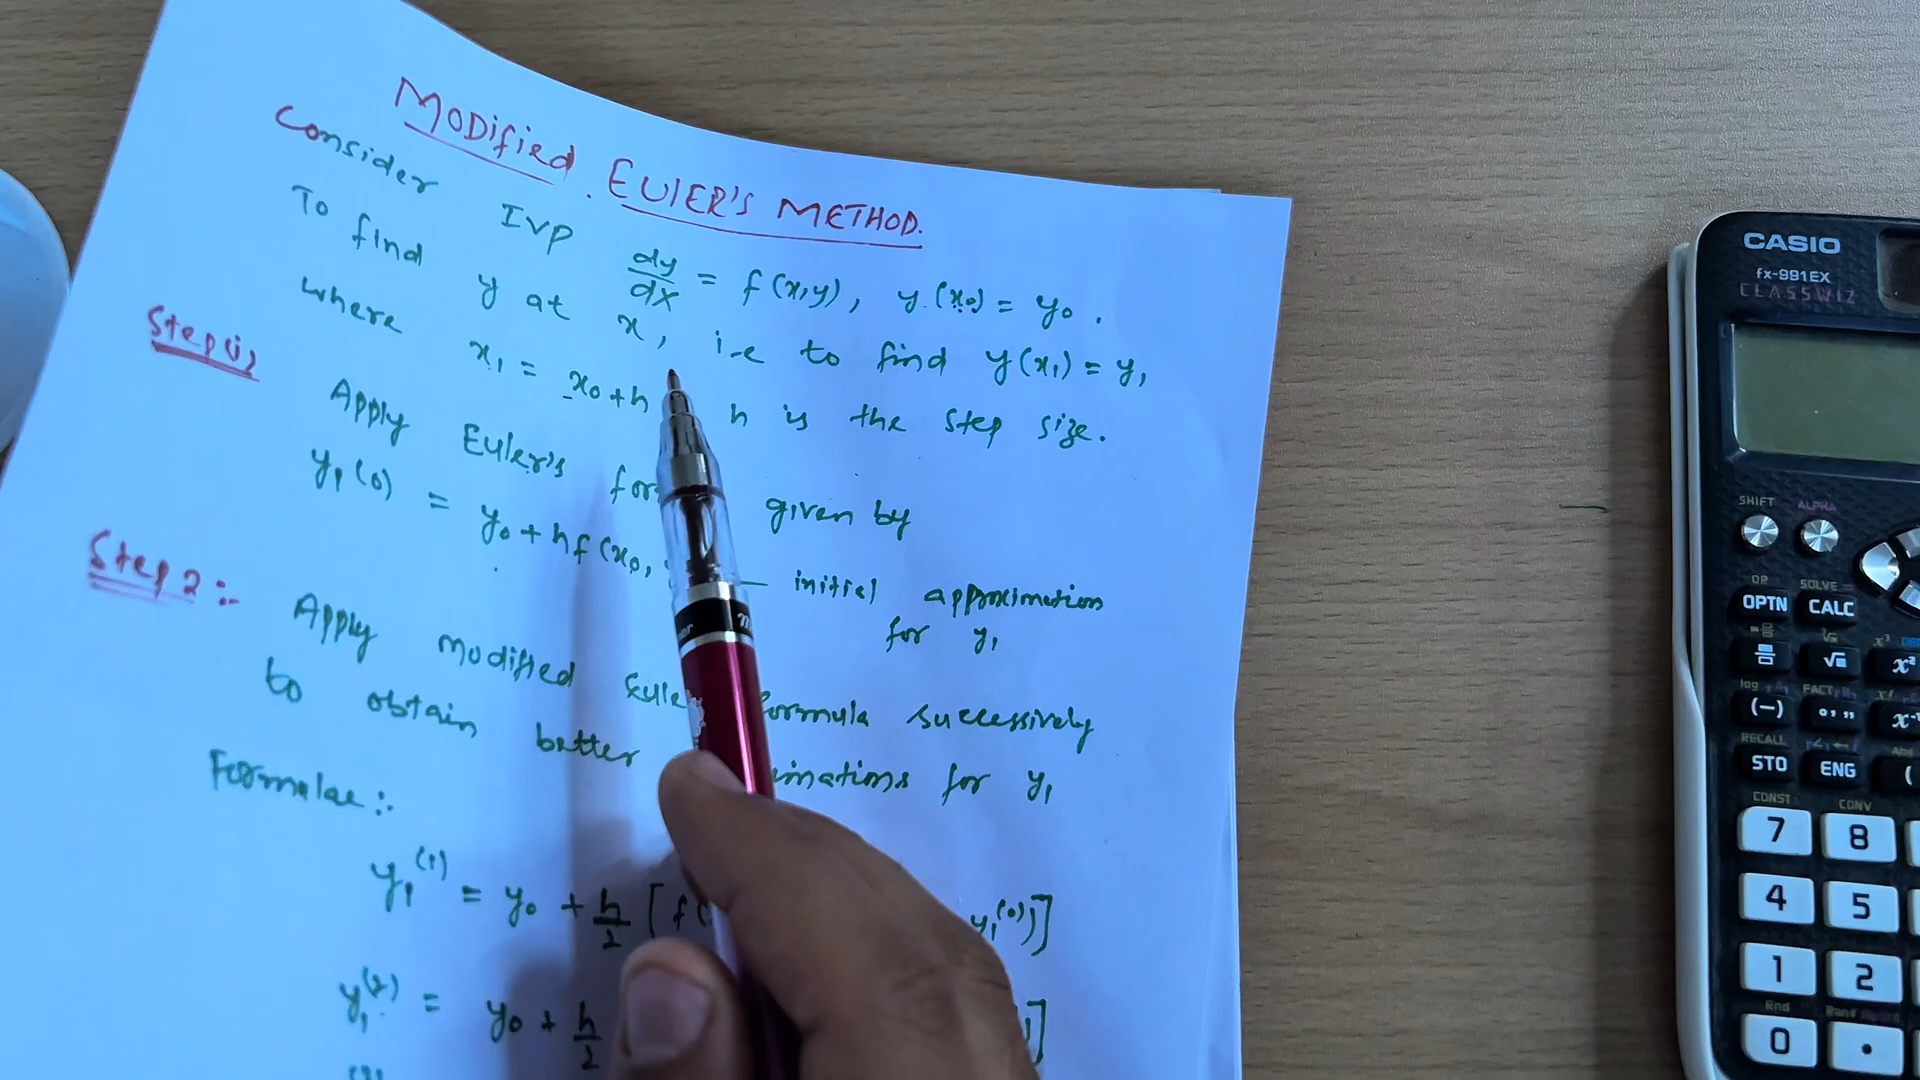 MODified EULER'S METHOD.
Consider IVP dy/dx = f(x,y), y(x0) = y0.
To find y at x, i.e to find y(x1) = y1
where x1 = x0+h h is the step size.
Step(i)
Apply Euler's for given by
y1(0) = y0 + hf(x0, — initial approximation
for y1
Step 2:-
Apply modified formula successively
to obtain better for y1
Formulae:-
y1^(1) = y0 + h/2 [f( y1^(0))]
y1^(2) = y0 + h/2 ]
CASIO
fx-991EX
CLASSWIZ
SHIFT ALPHA
SOLVE
OPTN CALC
√ x²
log FACT
(−)
RECALL
STO ENG (
CONST CONV
7 8
4 5
1 2
Rnd
0 .